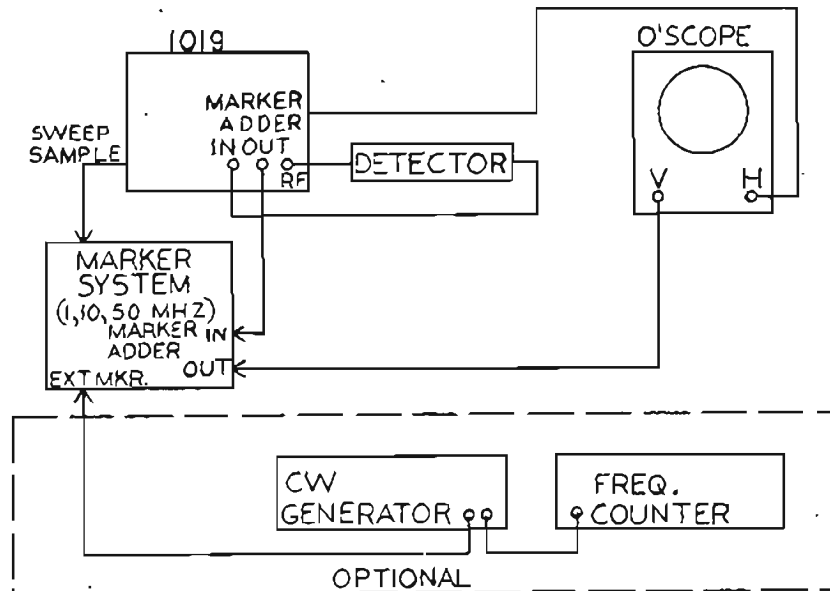 1019
O'SCOPE
MARKER
ADDER
IN OUT
RF
SWEEP
SAMPLE
DETECTOR
V H
MARKER
SYSTEM
(1,10,50 MHZ)
MARKER IN
ADDER
OUT
EXT MKR.
CW
GENERATOR
FREQ.
COUNTER
OPTIONAL